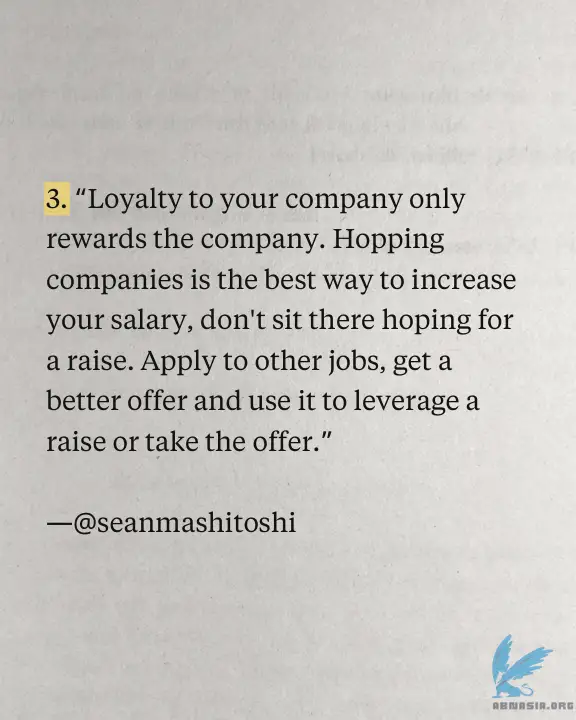 3. “Loyalty to your company only
rewards the company. Hopping
companies is the best way to increase
your salary, don't sit there hoping for
a raise. Apply to other jobs, get a
better offer and use it to leverage a
raise or take the offer.”
—@seanmashitoshi
ABNASIA.ORG